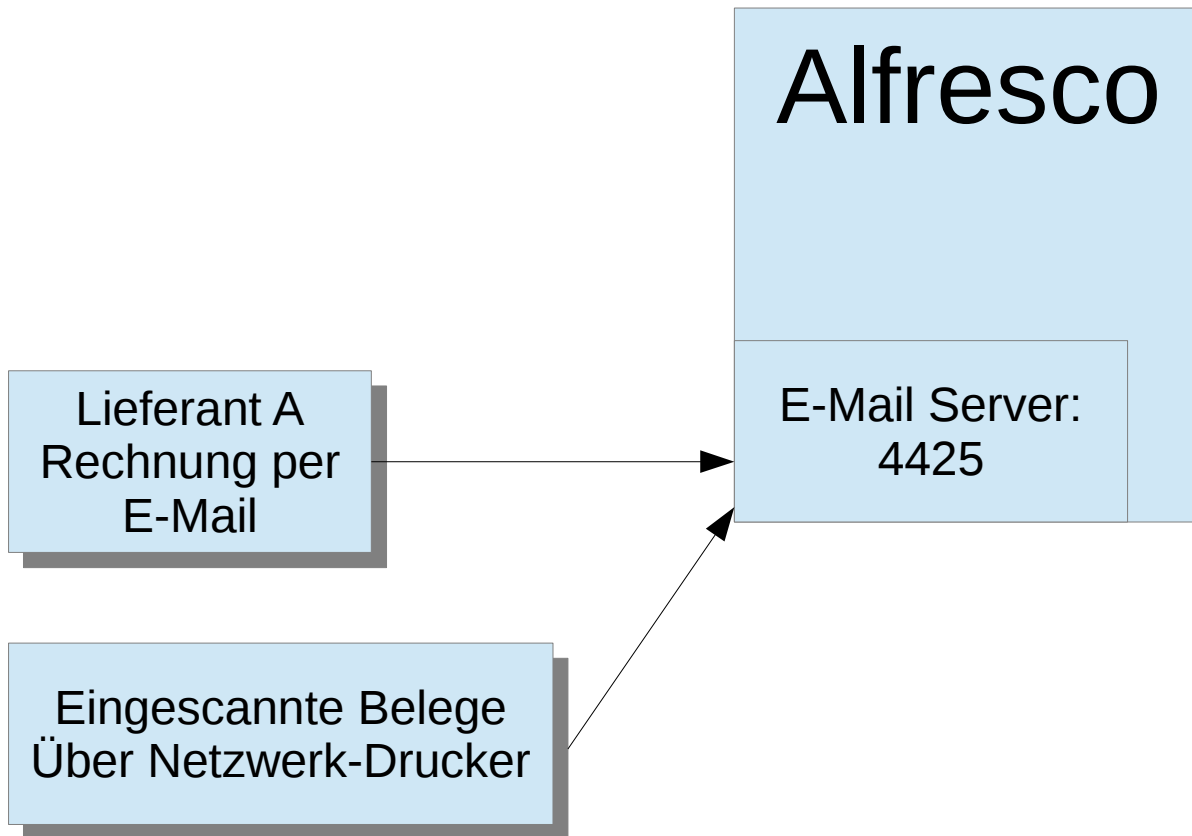 Alfresco
E-Mail Server:
4425
Lieferant A
Rechnung per
E-Mail
Eingescannte Belege
Über Netzwerk-Drucker